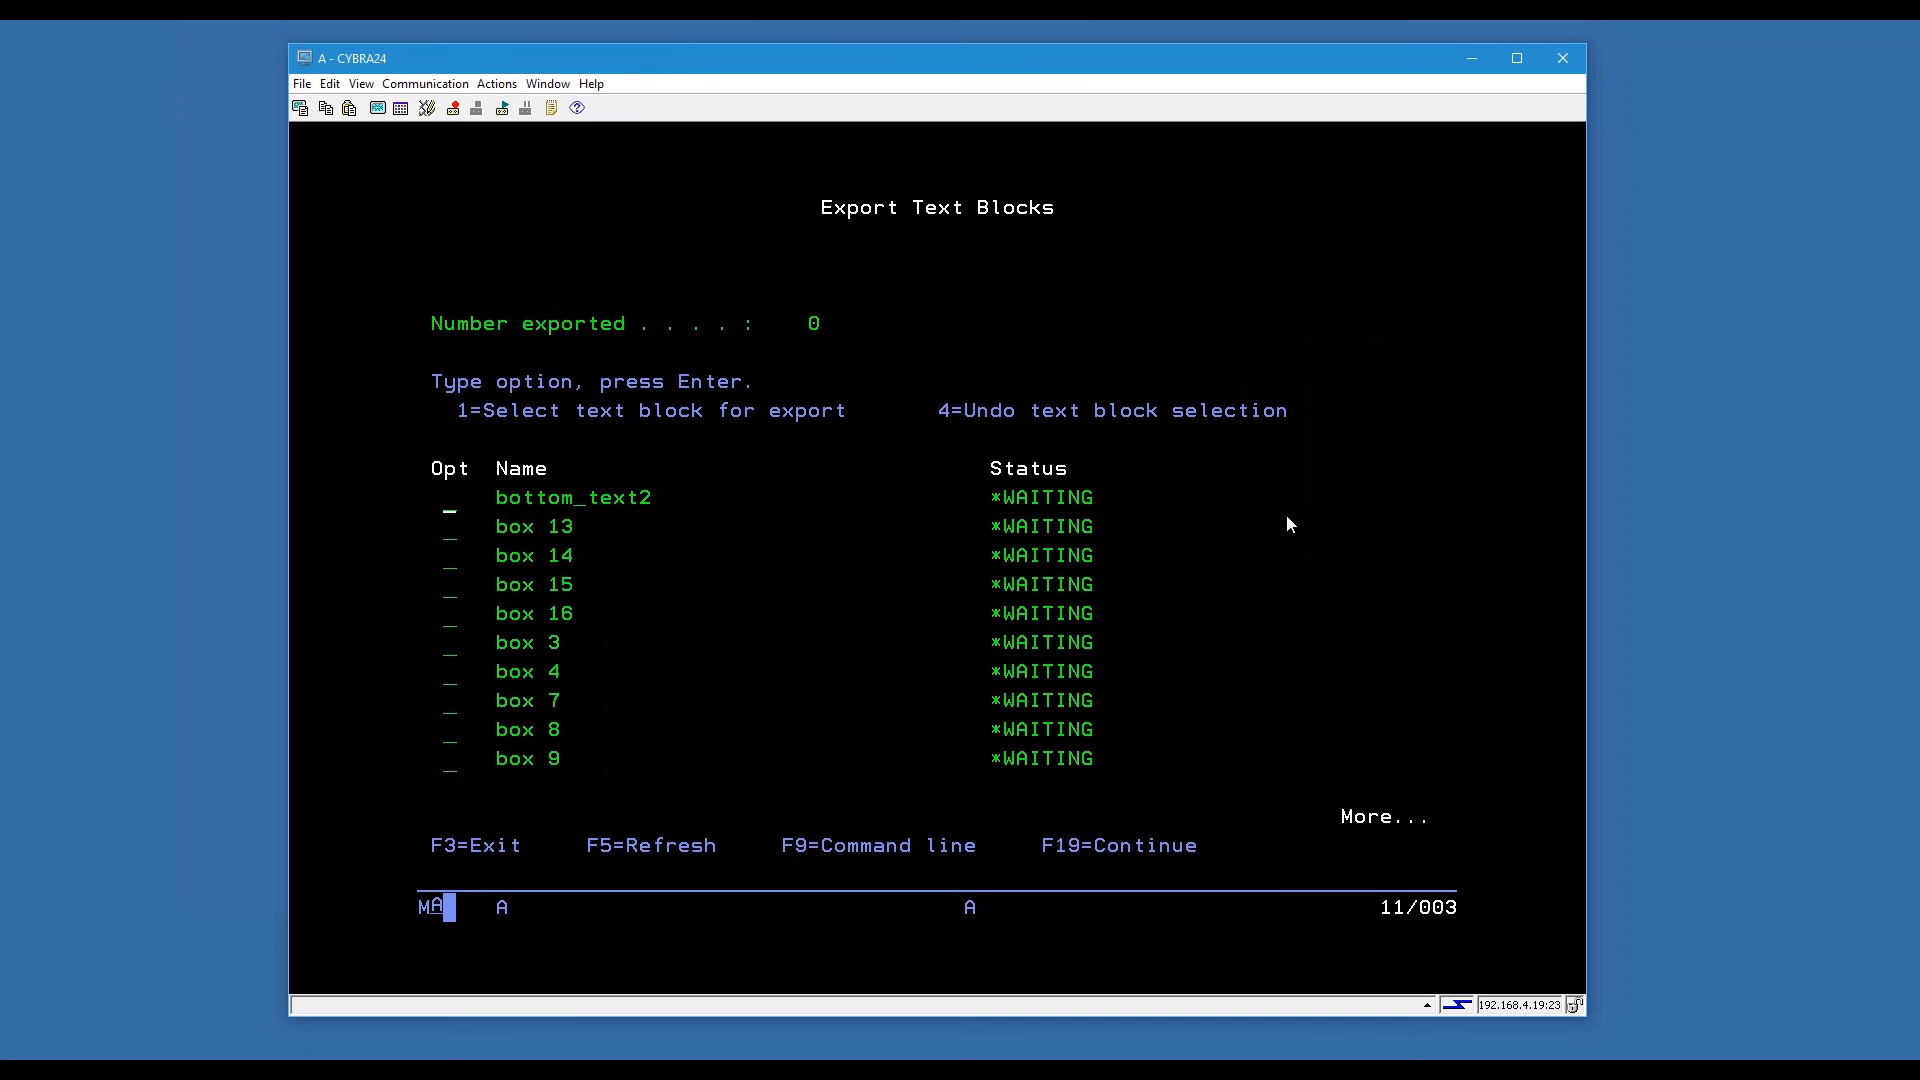 A - CYBRA24
File Edit View Communication Actions Window Help
Export Text Blocks
Number exported . . . . : 0
Type option, press Enter.
1=Select text block for export 4=Undo text block selection
Opt Name Status
_ bottom_text2 *WAITING
_ box 13 *WAITING
_ box 14 *WAITING
_ box 15 *WAITING
_ box 16 *WAITING
_ box 3 *WAITING
_ box 4 *WAITING
_ box 7 *WAITING
_ box 8 *WAITING
_ box 9 *WAITING
More...
F3=Exit F5=Refresh F9=Command line F19=Continue
MA A A 11/003
192.168.4.19:23